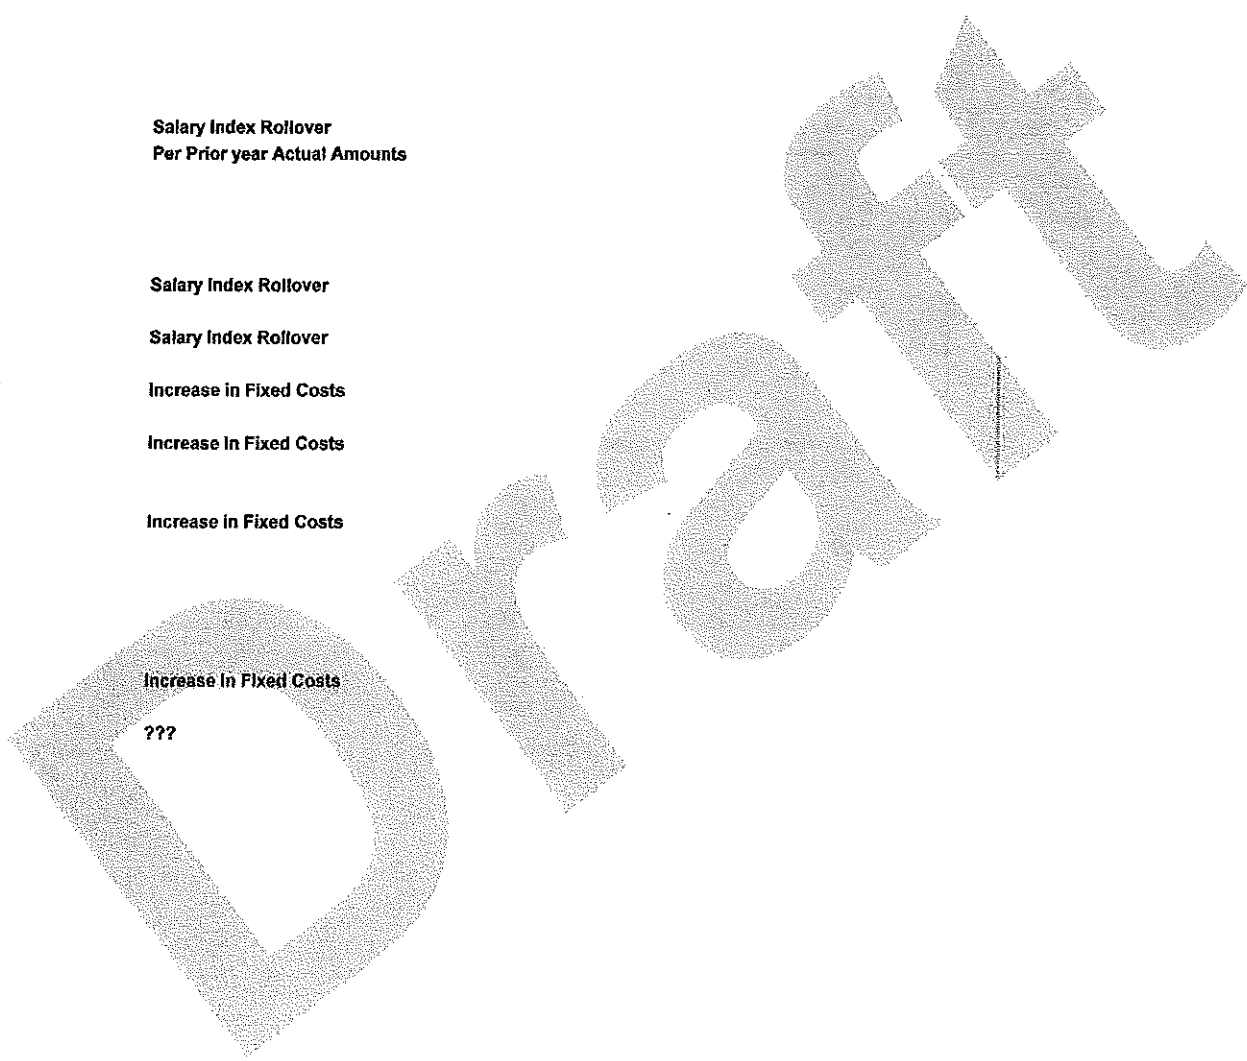 Salary Index Rollover
Per Prior year Actual Amounts
Salary Index Rollover
Salary Index Rollover
Increase in Fixed Costs
Increase in Fixed Costs
Increase in Fixed Costs
Increase in Fixed Costs
???
Draft